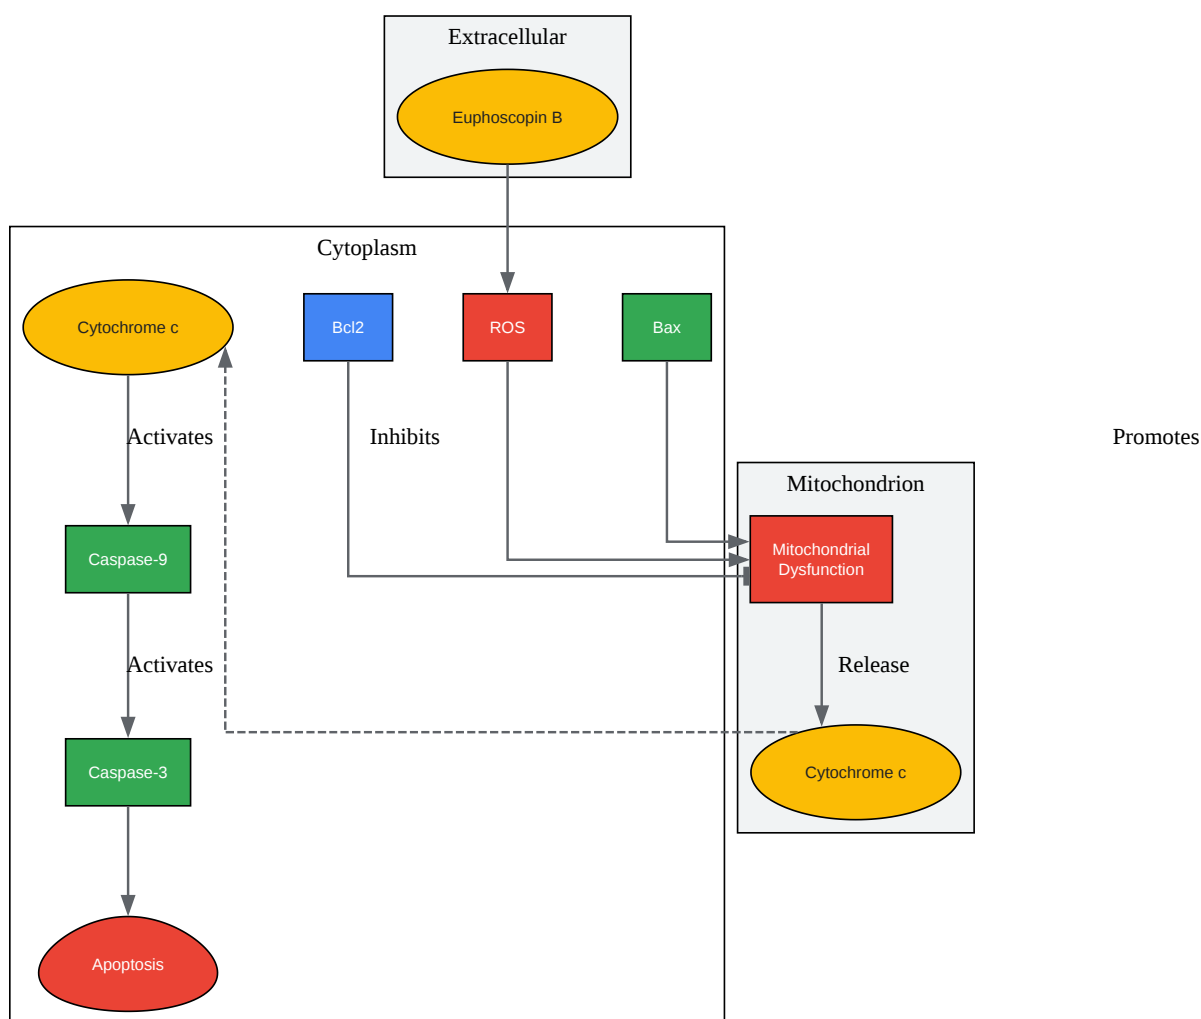 Extracellular
Euphoscopin B
Cytoplasm
Cytochrome c
Bcl2
ROS
Bax
Activates
Inhibits
Promotes
Mitochondrion
Caspase-9
Mitochondrial
Dysfunction
Activates
Release
Caspase-3
Cytochrome c
Apoptosis